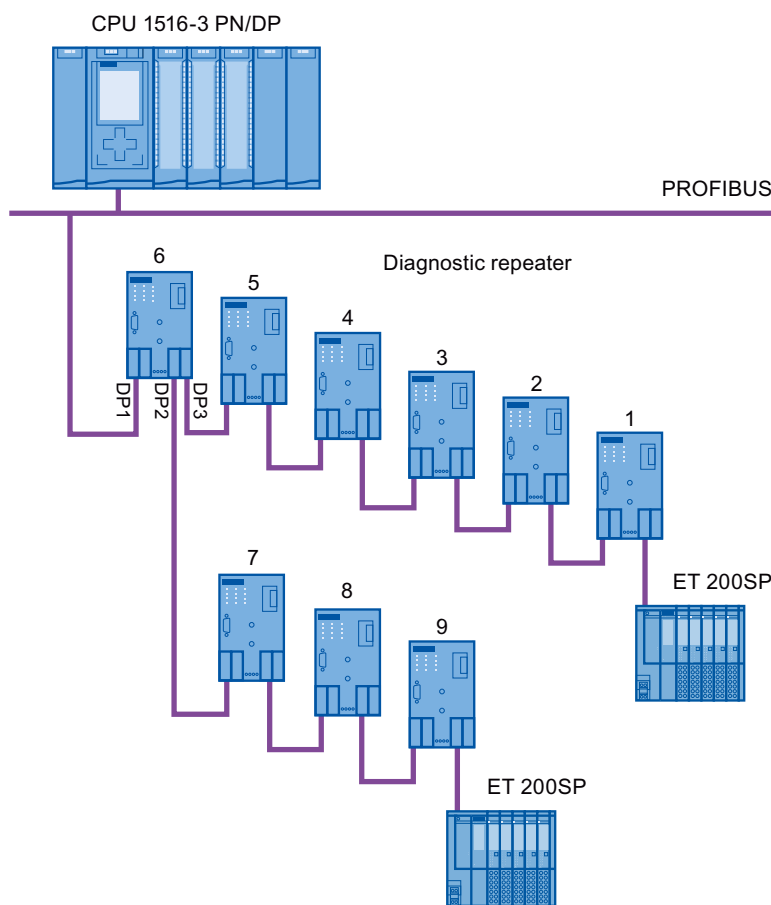 CPU 1516-3 PN/DP
PROFIBUS
Diagnostic repeater
6
5
4
3
2
1
DP1
DP2
DP3
ET 200SP
7
8
9
ET 200SP